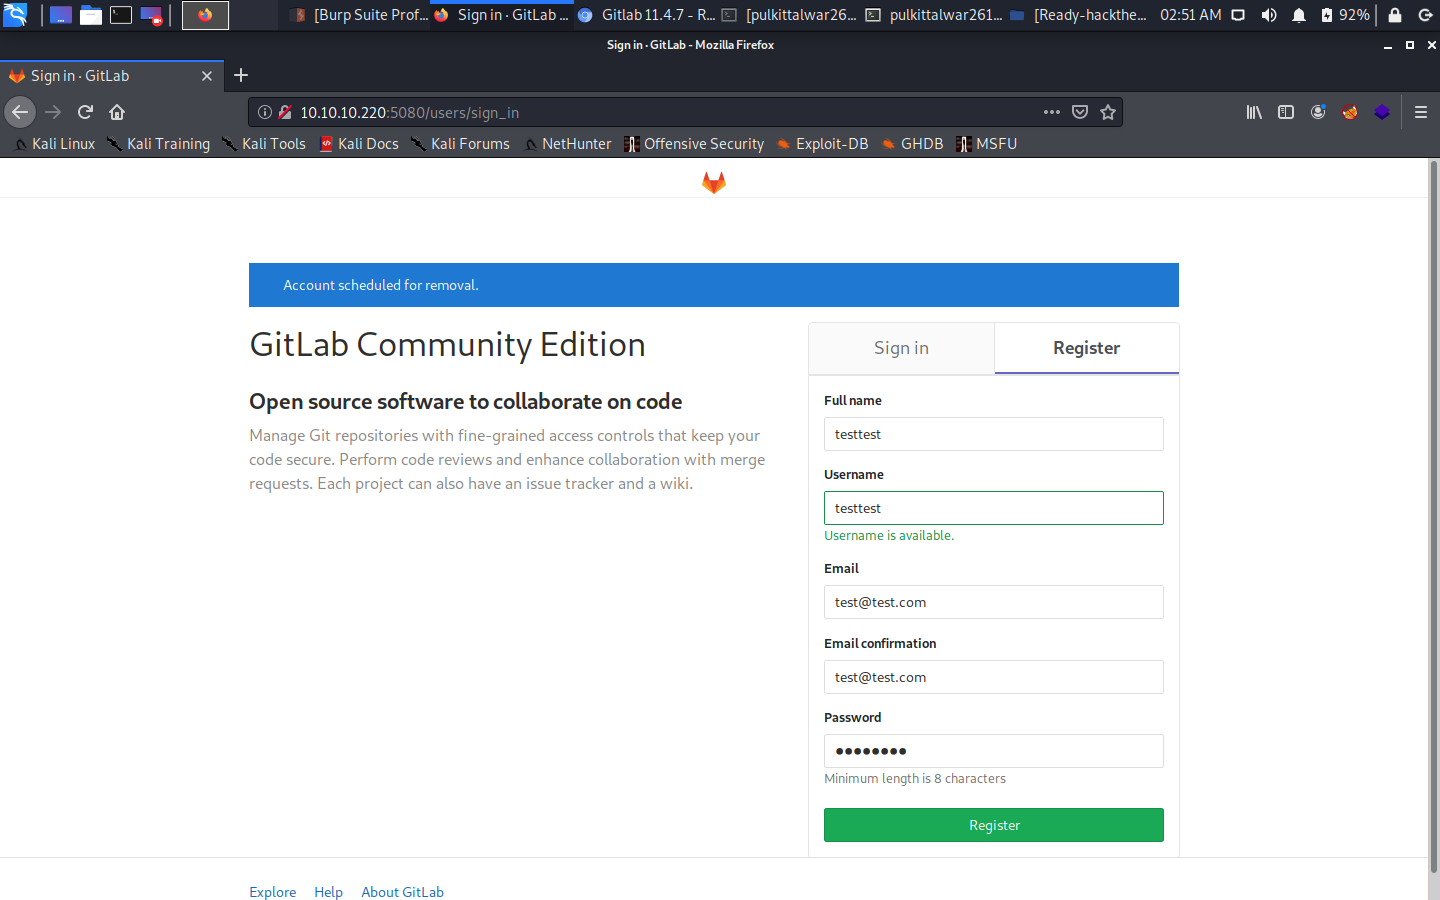 [Burp Suite Prof... Sign in · GitLab ... Gitlab 11.4.7 - R... [pulkittalwar26... pulkittalwar261... [Ready-hackthe... 02:51 AM 92%
Sign in · GitLab - Mozilla Firefox
Sign in · GitLab
10.10.10.220:5080/users/sign_in
Kali Linux Kali Training Kali Tools Kali Docs Kali Forums NetHunter Offensive Security Exploit-DB GHDB MSFU
Account scheduled for removal.
GitLab Community Edition
Open source software to collaborate on code
Manage Git repositories with fine-grained access controls that keep your
code secure. Perform code reviews and enhance collaboration with merge
requests. Each project can also have an issue tracker and a wiki.
Sign in Register
Full name
testtest
Username
testtest
Username is available.
Email
test@test.com
Email confirmation
test@test.com
Password
●●●●●●●●
Minimum length is 8 characters
Register
Explore Help About GitLab